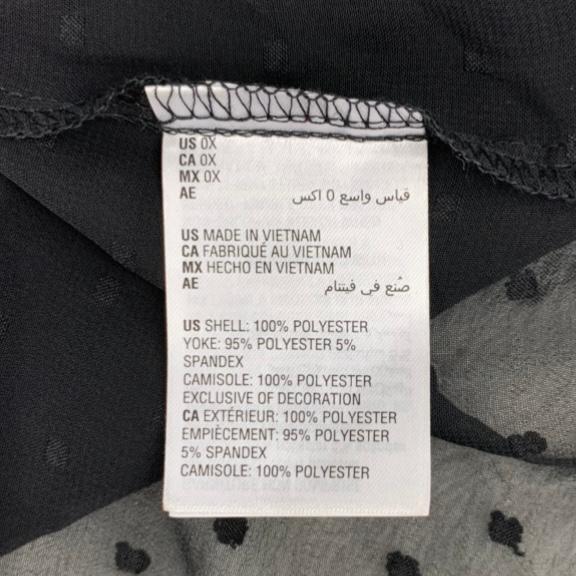 US 0X
CA 0X
MX 0X
AE قياس واسع 0 اكس
US MADE IN VIETNAM
CA FABRIQUÉ AU VIETNAM
MX HECHO EN VIETNAM
AE صُنع في فيتنام
US SHELL: 100% POLYESTER
YOKE: 95% POLYESTER 5%
SPANDEX
CAMISOLE: 100% POLYESTER
EXCLUSIVE OF DECORATION
CA EXTÉRIEUR: 100% POLYESTER
EMPIÈCEMENT: 95% POLYESTER
5% SPANDEX
CAMISOLE: 100% POLYESTER